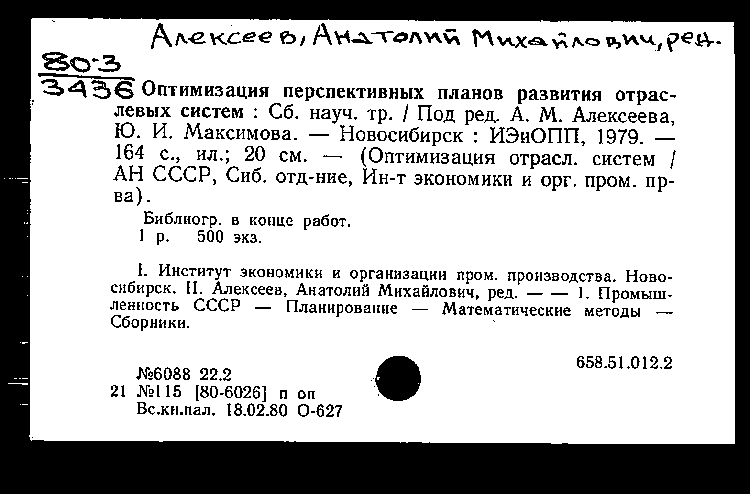 Алексеев, Анатолий Михайлович, ред.
80-3
3436
Оптимизация перспективных планов развития отрас-
левых систем : Сб. науч. тр. / Под ред. А. М. Алексеева,
Ю. И. Максимова. — Новосибирск : ИЭиОПП, 1979. —
164 с., ил.; 20 см. — (Оптимизация отрасл. систем /
АН СССР, Сиб. отд-ние, Ин-т экономики и орг. пром. пр-
ва).
Библиогр. в конце работ.
1 р. 500 экз.
I. Институт экономики и организации пром. производства. Ново-
сибирск. II. Алексеев, Анатолий Михайлович, ред. — — 1. Промыш-
ленность СССР — Планирование — Математические методы —
Сборники.
658.51.012.2
№6088 22.2
21 №115 [80-6026] п оп
Вс.кн.пал. 18.02.80 О-627